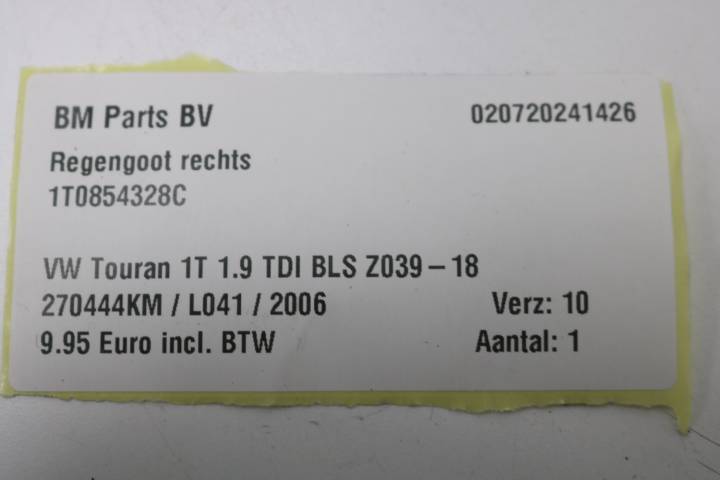 BM Parts BV 020720241426
Regengoot rechts
1T0854328C
VW Touran 1T 1.9 TDI BLS Z039 – 18
270444KM / L041 / 2006 Verz: 10
9.95 Euro incl. BTW Aantal: 1